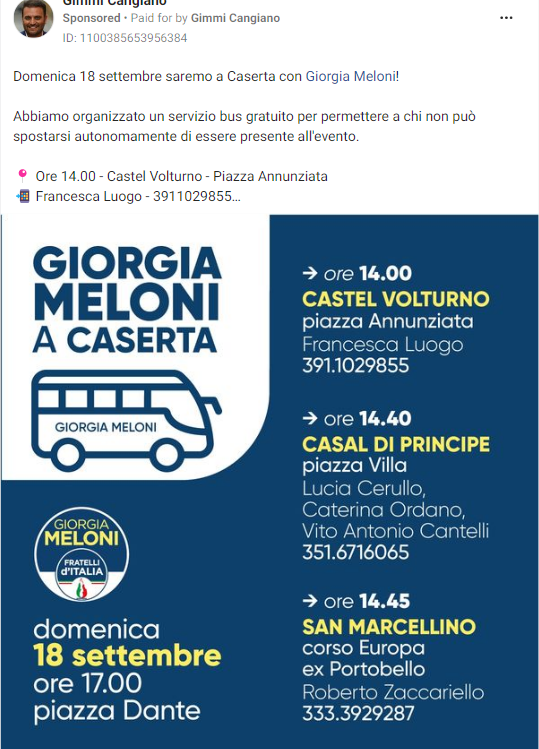 Gimmi Cangiano
Sponsored • Paid for by Gimmi Cangiano
ID: 1100385653956384
Domenica 18 settembre saremo a Caserta con Giorgia Meloni!
Abbiamo organizzato un servizio bus gratuito per permettere a chi non può
spostarsi autonomamente di essere presente all'evento.
📍 Ore 14.00 - Castel Volturno - Piazza Annunziata
📲 Francesca Luogo - 3911029855...
GIORGIA
MELONI
A CASERTA
GIORGIA MELONI
GIORGIA
MELONI
FRATELLI
d'ITALIA
domenica
18 settembre
ore 17.00
piazza Dante
→ ore 14.00
CASTEL VOLTURNO
piazza Annunziata
Francesca Luogo
391.1029855
→ ore 14.40
CASAL DI PRINCIPE
piazza Villa
Lucia Cerullo,
Caterina Ordano,
Vito Antonio Cantelli
351.6716065
→ ore 14.45
SAN MARCELLINO
corso Europa
ex Portobello
Roberto Zaccariello
333.3929287